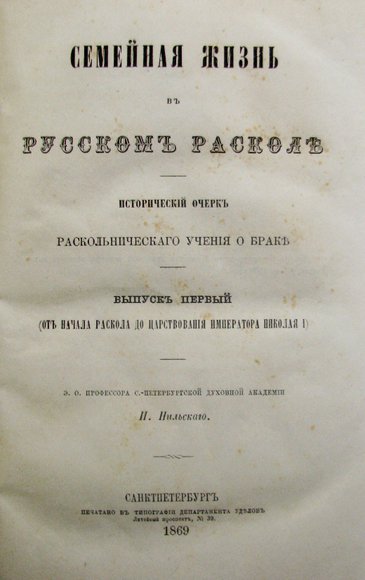 СЕМЕЙНАЯ ЖИЗНЬ
ВЪ
РУССКОМЪ РАСКОЛѢ
ИСТОРИЧЕСКІЙ ОЧЕРКЪ
РАСКОЛЬНИЧЕСКАГО УЧЕНІЯ О БРАКѢ
ВЫПУСКЪ ПЕРВЫЙ
(ОТЪ НАЧАЛА РАСКОЛА ДО ЦАРСТВОВАНІЯ ИМПЕРАТОРА НИКОЛАЯ I)
Э. О. ПРОФЕССОРА С.-ПЕТЕРБУРГСКОЙ ДУХОВНОЙ АКАДЕМІИ
И. Нильскаго.
САНКТПЕТЕРБУРГЪ
ПЕЧАТАНО ВЪ ТИПОГРАФІИ ДЕПАРТАМЕНТА УДѢЛОВЪ
Литейный проспектъ, № 39.
1869